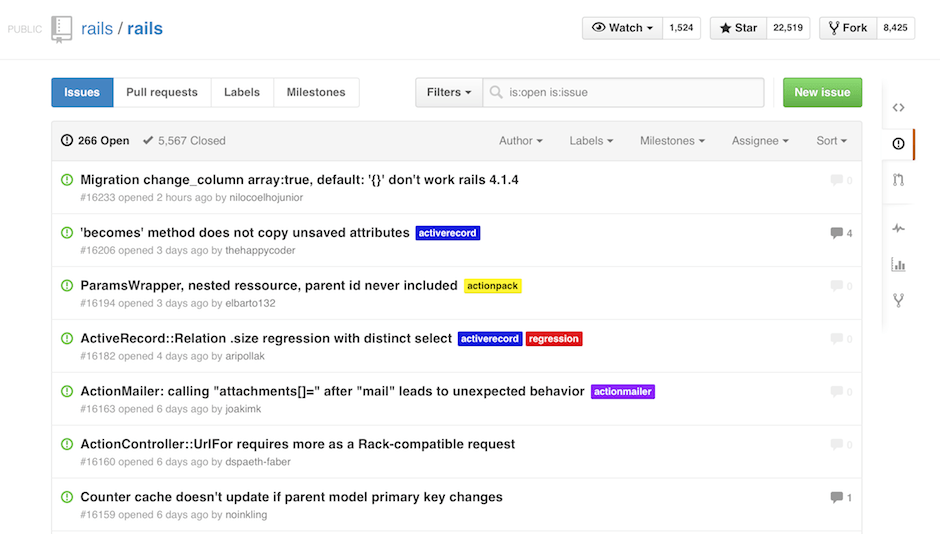 PUBLIC rails / rails Watch 1,524 Star 22,519 Fork 8,425
Issues Pull requests Labels Milestones Filters is:open is:issue New issue
266 Open 5,567 Closed Author Labels Milestones Assignee Sort
Migration change_column array:true, default: '{}' don't work rails 4.1.4 0
#16233 opened 2 hours ago by nilocoelhojunior
'becomes' method does not copy unsaved attributes activerecord 4
#16206 opened 3 days ago by thehappycoder
ParamsWrapper, nested ressource, parent id never included actionpack 0
#16194 opened 3 days ago by elbarto132
ActiveRecord::Relation .size regression with distinct select activerecord regression 0
#16182 opened 4 days ago by aripollak
ActionMailer: calling "attachments[]=" after "mail" leads to unexpected behavior actionmailer 0
#16163 opened 6 days ago by joakimk
ActionController::UrlFor requires more as a Rack-compatible request 0
#16160 opened 6 days ago by dspaeth-faber
Counter cache doesn't update if parent model primary key changes 1
#16159 opened 6 days ago by noinkling